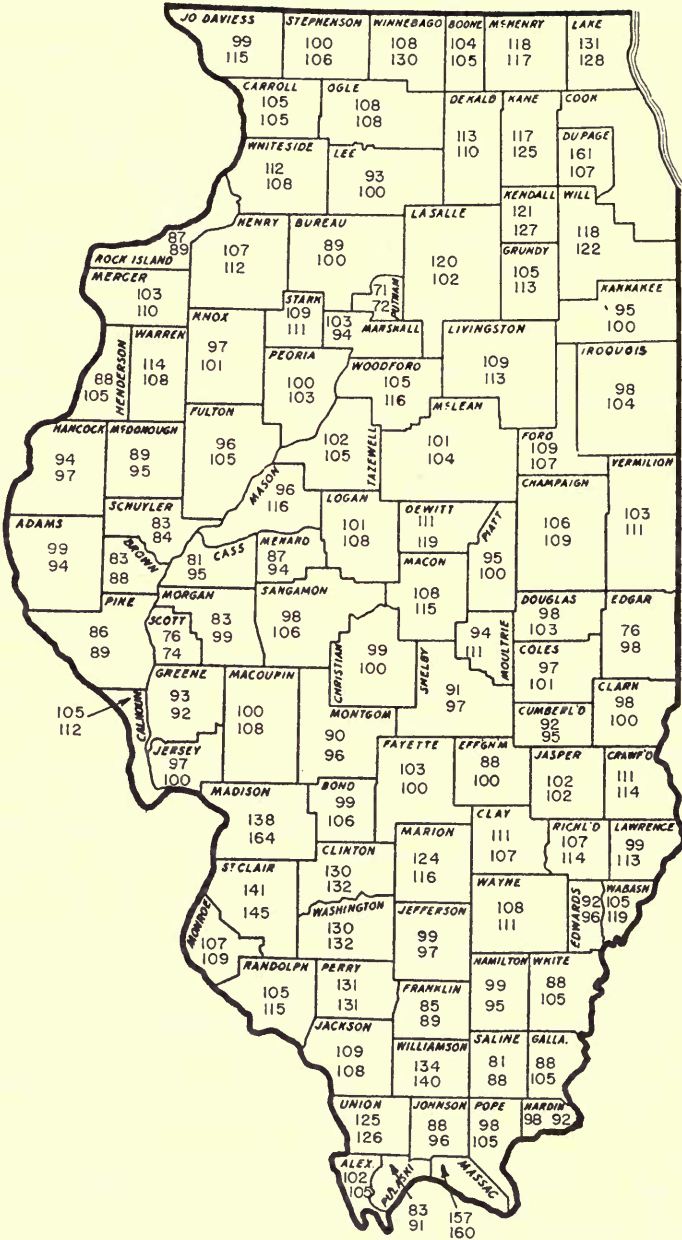 JO DAVIESS
99
115
STEPHENSON
100
106
WINNEBAGO
108
130
BOONE
104
105
McHENRY
118
117
LAKE
131
128
CARROLL
105
105
OGLE
108
108
DE KALB
113
110
KANE
117
125
COOK
DU PAGE
161
107
WHITESIDE
112
108
LEE
93
100
KENDALL
121
127
WILL
118
122
ROCK ISLAND
87
89
HENRY
107
112
BUREAU
89
100
LA SALLE
120
102
GRUNDY
105
113
MERCER
103
110
STARK
109
111
PUTNAM
71
72
MARSHALL
103
94
KANKAKEE
95
100
HENDERSON
88
105
WARREN
114
108
KNOX
97
101
PEORIA
100
103
WOODFORD
105
116
LIVINGSTON
109
113
IROQUOIS
98
104
HANCOCK
94
97
McDONOUGH
89
95
FULTON
96
105
TAZEWELL
102
105
McLEAN
101
104
FORD
109
107
VERMILION
103
111
SCHUYLER
83
84
MASON
96
116
LOGAN
101
108
DEWITT
111
119
PIATT
95
100
CHAMPAIGN
106
109
ADAMS
99
94
BROWN
83
88
CASS
81
95
MENARD
87
94
MACON
108
115
PIKE
86
89
SCOTT
76
74
MORGAN
83
99
SANGAMON
98
106
CHRISTIAN
99
100
MOULTRIE
94
111
DOUGLAS
98
103
EDGAR
76
98
COLES
97
101
SHELBY
91
97
CALHOUN
105
112
GREENE
93
92
MACOUPIN
100
108
MONTGOM
90
96
CUMBERL'D
92
95
CLARK
98
100
JERSEY
97
100
FAYETTE
103
100
EFFGNM
88
100
JASPER
102
102
CRAWF'D
111
114
MADISON
138
164
BOND
99
106
CLAY
111
107
RICHL'D
107
114
LAWRENCE
99
113
ST CLAIR
141
145
CLINTON
130
132
MARION
124
116
WAYNE
108
111
EDWARDS
92
96
WABASH
105
119
MONROE
107
109
WASHINGTON
130
132
JEFFERSON
99
97
RANDOLPH
105
115
PERRY
131
131
FRANKLIN
85
89
HAMILTON
99
95
WHITE
88
105
JACKSON
109
108
WILLIAMSON
134
140
SALINE
81
88
GALLA.
88
105
UNION
125
126
JOHNSON
88
96
POPE
98
105
HARDIN
98 92
ALEX.
102
105
PULASKI
83
91
MASSAC
157
160